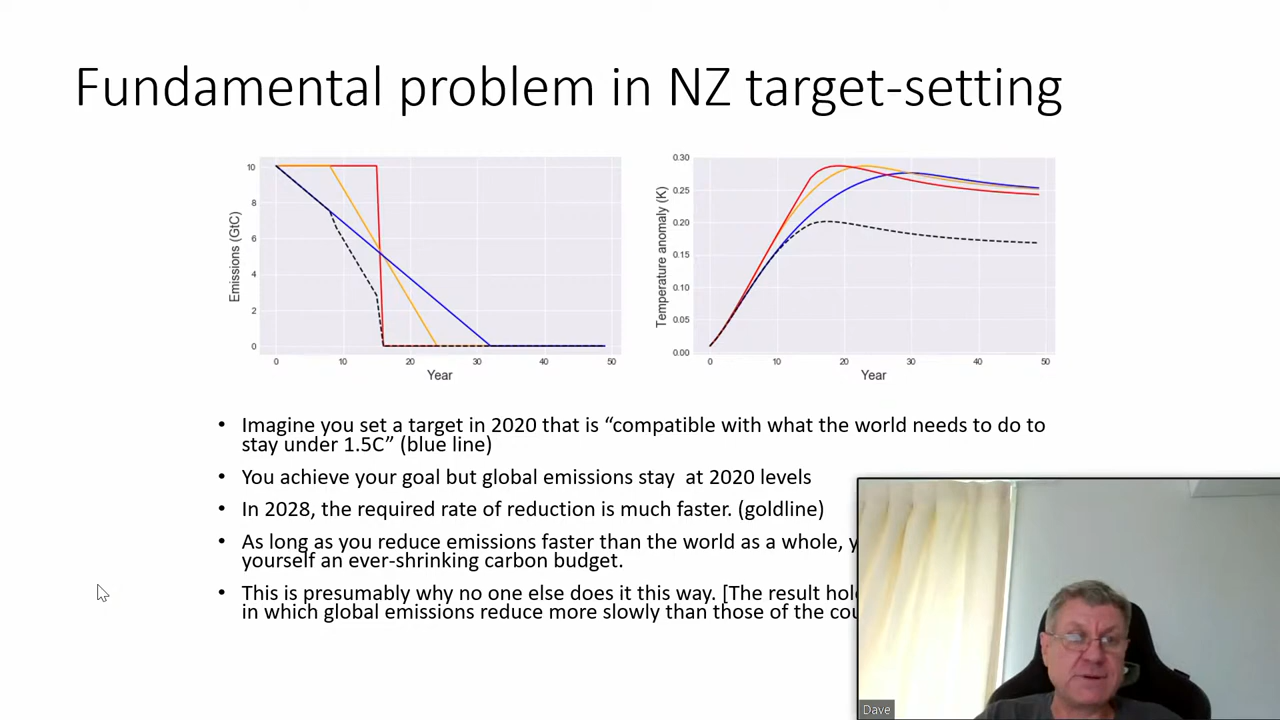 Fundamental problem in NZ target-setting
10
8
6
4
2
0
Emissions (GtC)
0 10 20 30 40 50
Year
0.30
0.25
0.20
0.15
0.10
0.05
0.00
Temperature anomaly (K)
0 10 20 30 40 50
Year
• Imagine you set a target in 2020 that is “compatible with what the world needs to do to
stay under 1.5C” (blue line)
• You achieve your goal but global emissions stay at 2020 levels
• In 2028, the required rate of reduction is much faster. (goldline)
• As long as you reduce emissions faster than the world as a whole,
yourself an ever-shrinking carbon budget.
• This is presumably why no one else does it this way. [The result
in which global emissions reduce more slowly than those of the
Dave